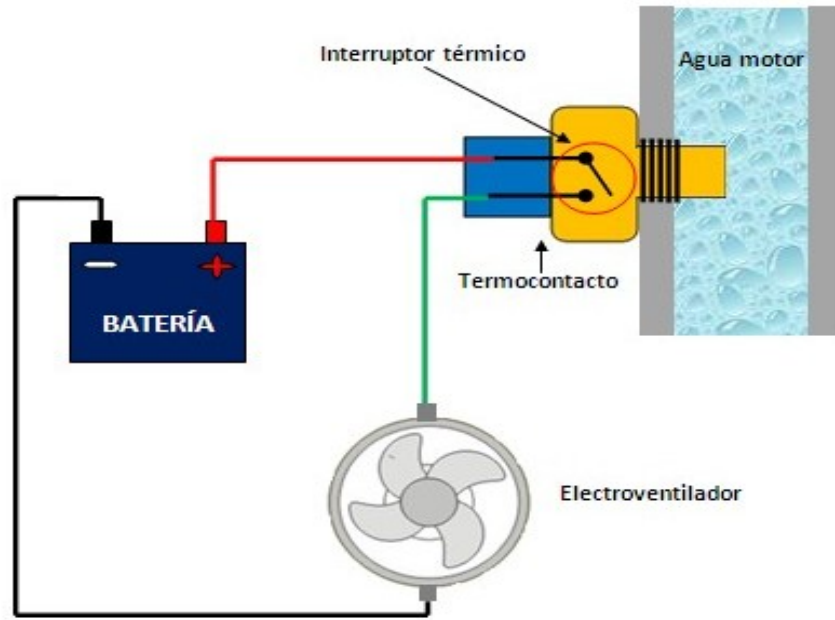 Interruptor térmico
Agua motor
Termocontacto
BATERÍA
Electroventilador